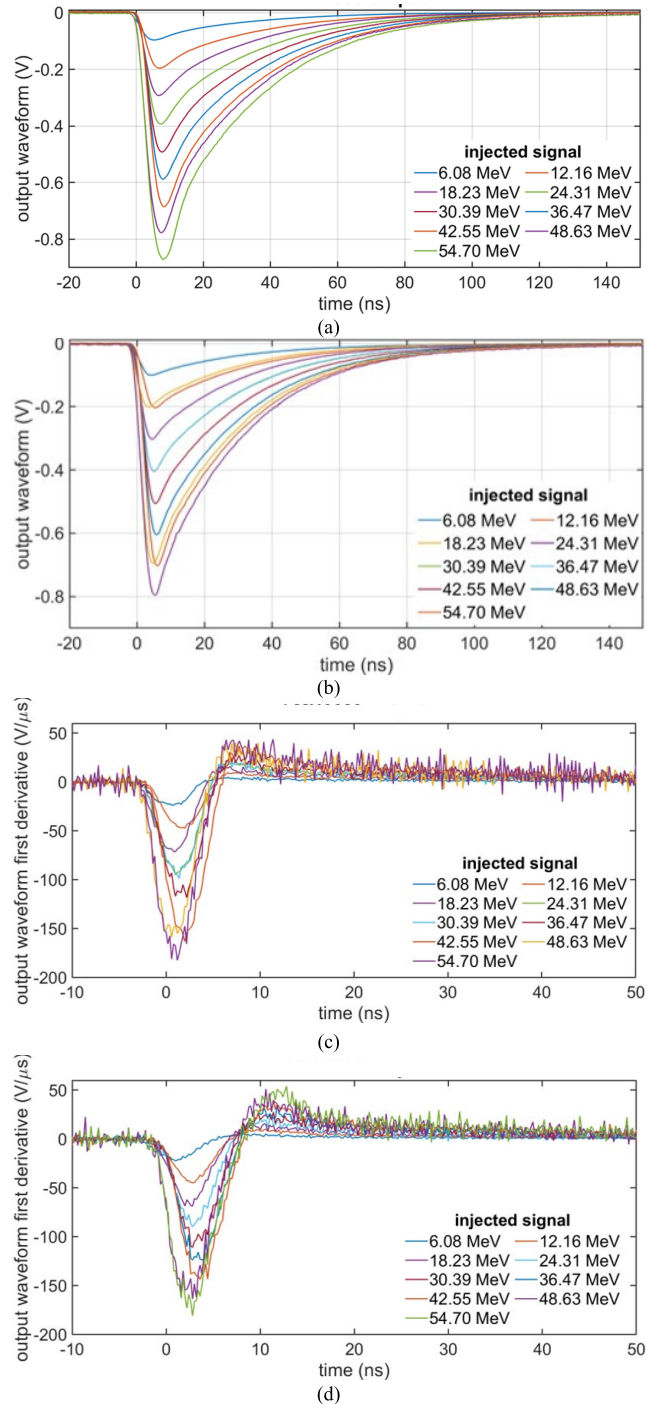 0
-0.2
-0.4
-0.6
-0.8
output waveform (V)
injected signal
6.08 MeV 12.16 MeV
18.23 MeV 24.31 MeV
30.39 MeV 36.47 MeV
42.55 MeV 48.63 MeV
54.70 MeV
-20 0 20 40 60 80 100 120 140
time (ns)
(a)
0
-0.2
-0.4
-0.6
-0.8
output waveform (V)
injected signal
6.08 MeV 12.16 MeV
18.23 MeV 24.31 MeV
30.39 MeV 36.47 MeV
42.55 MeV 48.63 MeV
54.70 MeV
-20 0 20 40 60 80 100 120 140
time (ns)
(b)
50
0
-50
-100
-150
-200
output waveform first derivative (V/μs)
injected signal
6.08 MeV 12.16 MeV
18.23 MeV 24.31 MeV
30.39 MeV 36.47 MeV
42.55 MeV 48.63 MeV
54.70 MeV
-10 0 10 20 30 40 50
time (ns)
(c)
50
0
-50
-100
-150
-200
output waveform first derivative (V/μs)
injected signal
6.08 MeV 12.16 MeV
18.23 MeV 24.31 MeV
30.39 MeV 36.47 MeV
42.55 MeV 48.63 MeV
54.70 MeV
-10 0 10 20 30 40 50
time (ns)
(d)